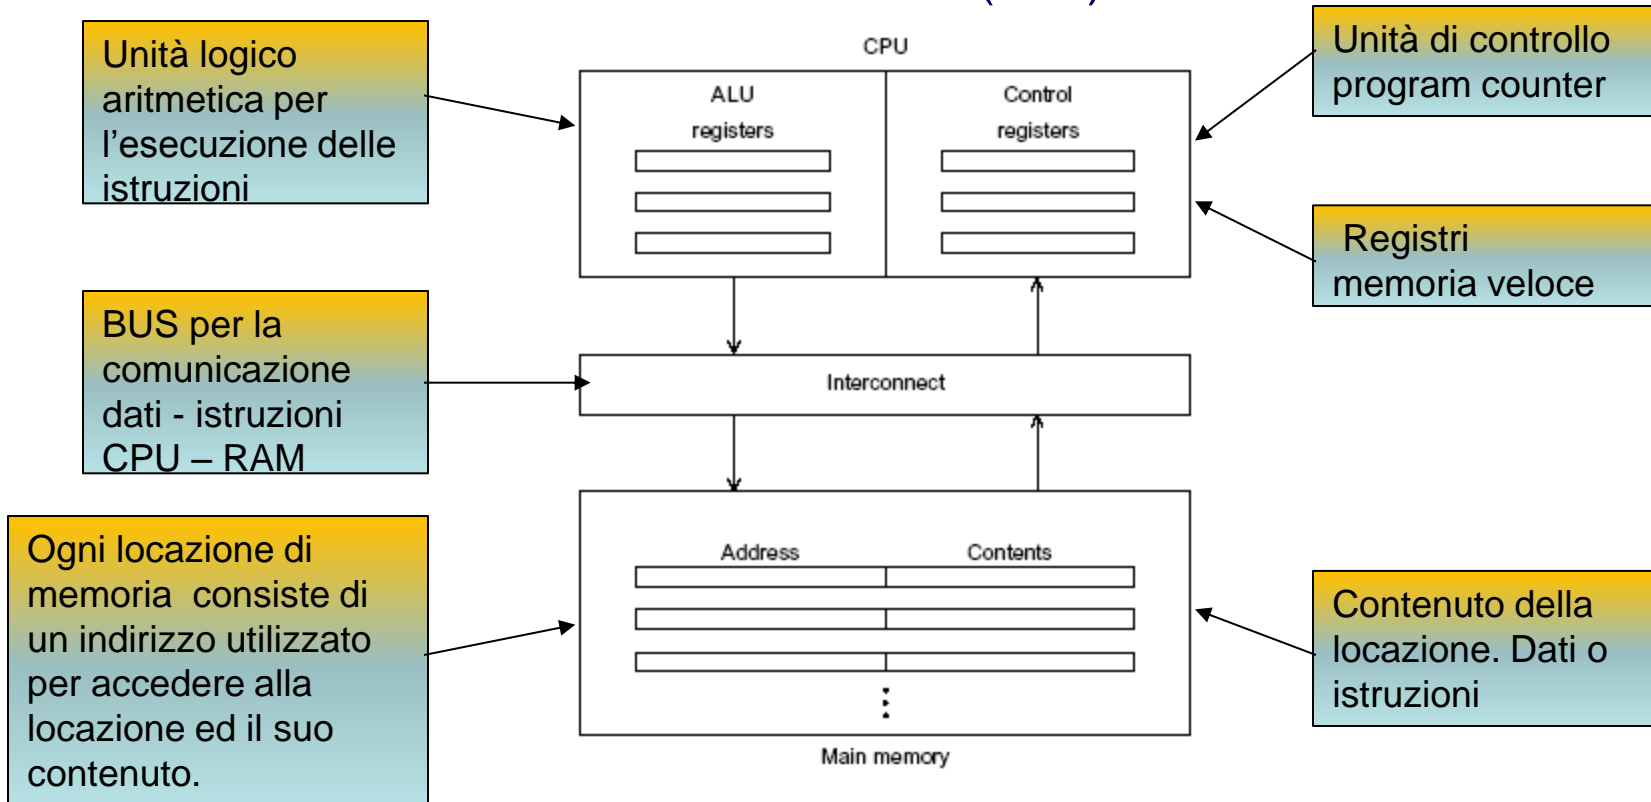 Unità logico
aritmetica per
l’esecuzione delle
istruzioni
BUS per la
comunicazione
dati - istruzioni
CPU – RAM
Ogni locazione di
memoria consiste di
un indirizzo utilizzato
per accedere alla
locazione ed il suo
contenuto.
CPU
ALU
registers
Control
registers
Interconnect
Address Contents
Main memory
Unità di controllo
program counter
Registri
memoria veloce
Contenuto della
locazione. Dati o
istruzioni